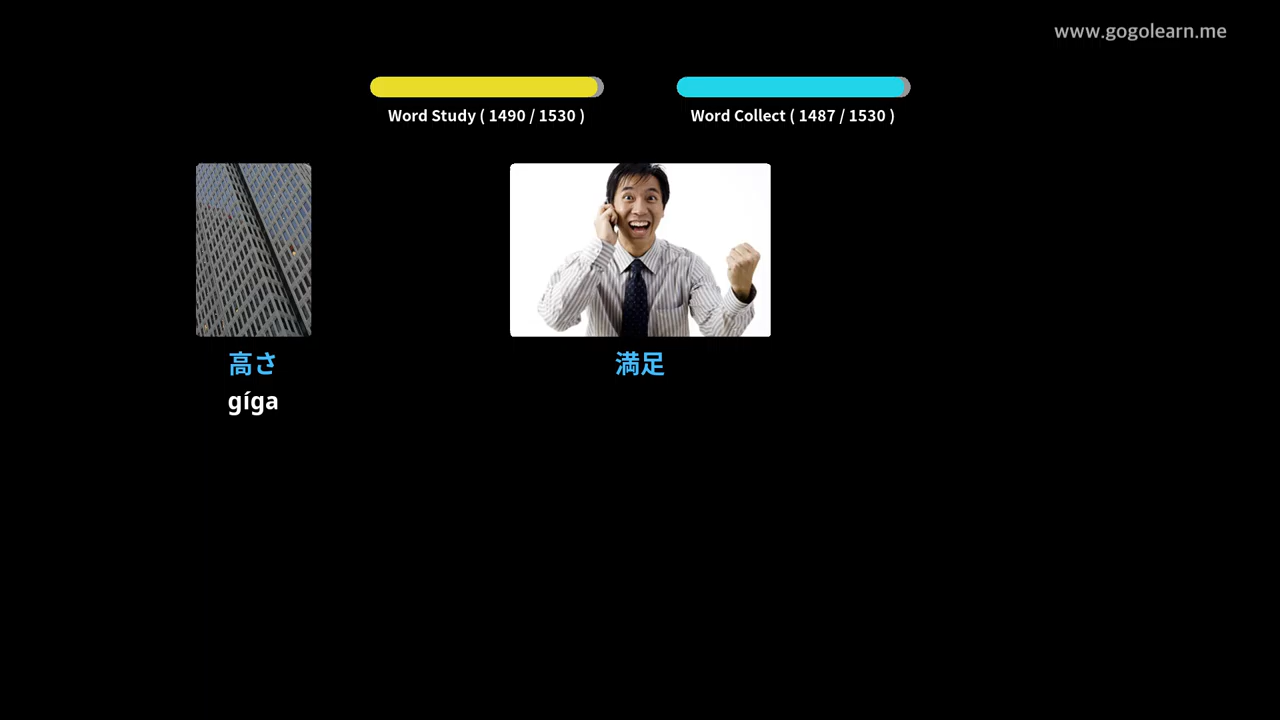 www.gogolearn.me
Word Study ( 1490 / 1530 )
Word Collect ( 1487 / 1530 )
高さ
gíga
満足